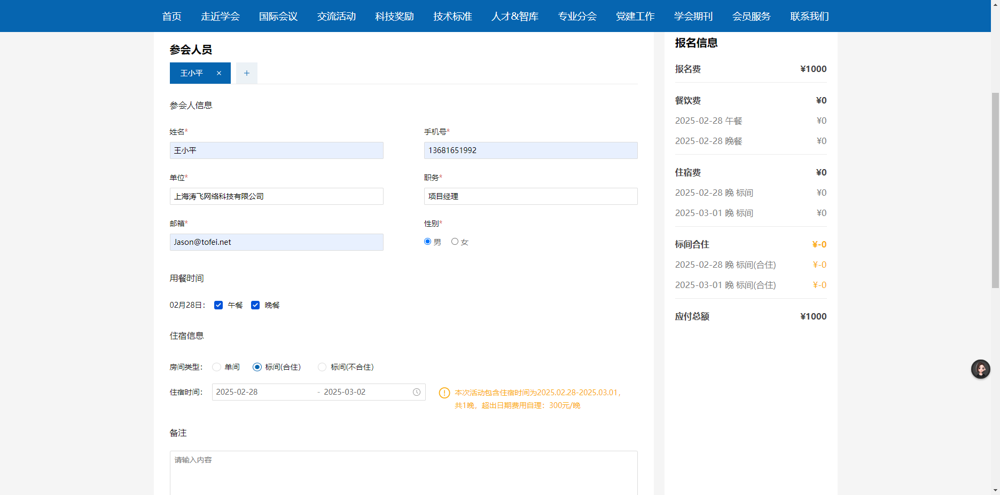 首页 走近学会 国际会议 交流活动 科技奖励 技术标准 人才&智库 专业分会 党建工作 学会期刊 会员服务 联系我们
参会人员
王小平 × +
参会人信息
姓名* 手机号*
王小平 13681651992
单位* 职务*
上海涛飞网络科技有限公司 项目经理
邮箱* 性别*
Jason@tofei.net 男 女
用餐时间
02月28日： 午餐 晚餐
住宿信息
房间类型： 单间 标间(合住) 标间(不合住)
住宿时间： 2025-02-28 - 2025-03-02
本次活动包含住宿时间为2025.02.28-2025.03.01，
共1晚，超出日期费用自理：300元/晚
备注
请输入内容
报名信息
报名费 ¥1000
餐饮费 ¥0
2025-02-28 午餐 ¥0
2025-02-28 晚餐 ¥0
住宿费 ¥0
2025-02-28 晚 标间 ¥0
2025-03-01 晚 标间 ¥0
标间合住 ¥-0
2025-02-28 晚 标间(合住) ¥-0
2025-03-01 晚 标间(合住) ¥-0
应付总额 ¥1000